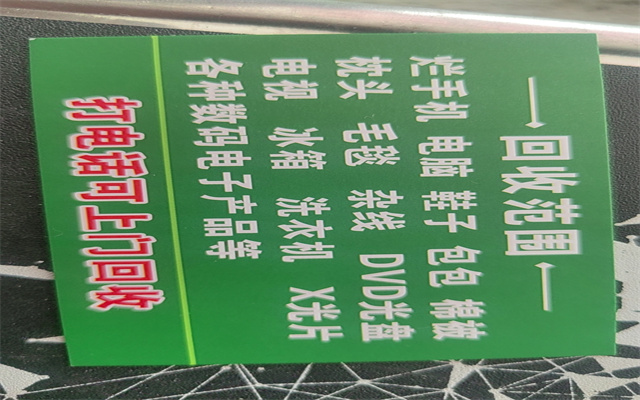 回收范围
烂手机 电脑 鞋子 包包 棉被
枕头 毛毯 杂线 DVD光盘
电视 冰箱 洗衣机 X光片
各种数码电子产品等
打电话可上门回收